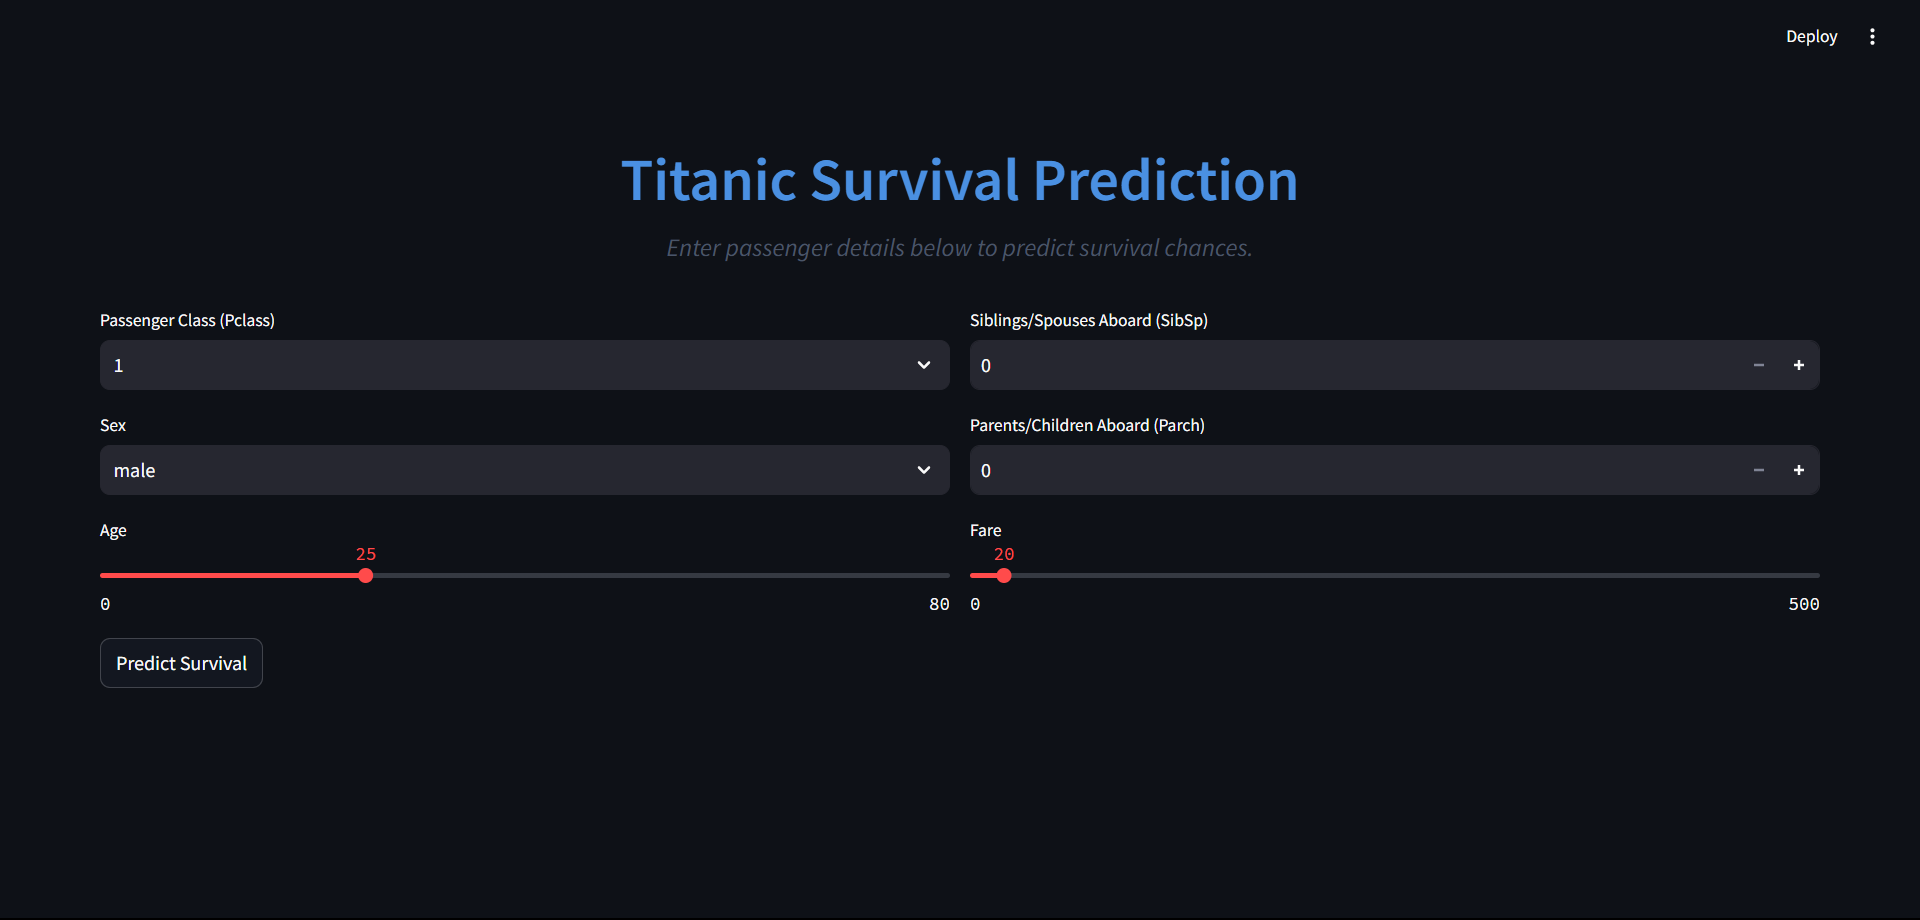 Deploy
Titanic Survival Prediction
Enter passenger details below to predict survival chances.
Passenger Class (Pclass)
1
Sex
male
Age
25
0 80
Siblings/Spouses Aboard (SibSp)
0
Parents/Children Aboard (Parch)
0
Fare
20
0 500
Predict Survival